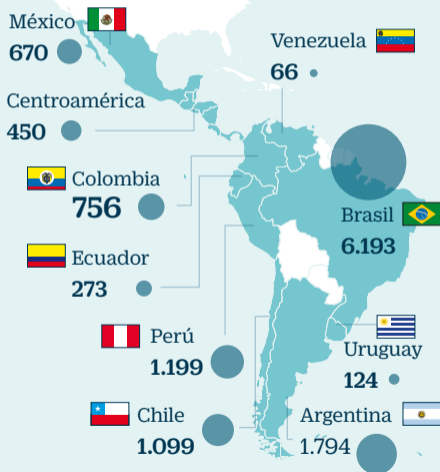 México
670
Venezuela
66
Centroamérica
450
Colombia
756
Brasil
6.193
Ecuador
273
Perú
1.199
Uruguay
124
Chile
1.099
Argentina
1.794